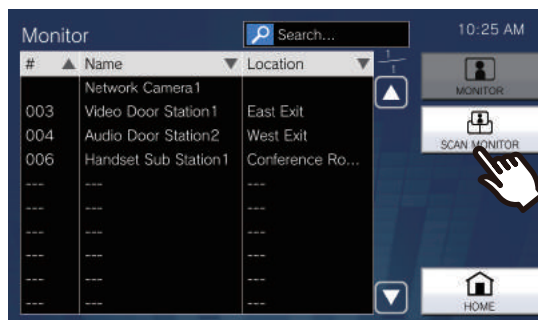 Monitor
Search...
10:25 AM
# Name Location
1/1
Network Camera1
003 Video Door Station1 East Exit
004 Audio Door Station2 West Exit
006 Handset Sub Station1 Conference Ro...
--- --- ---
--- --- ---
--- --- ---
--- --- ---
--- --- ---
--- --- ---
MONITOR
SCAN MONITOR
HOME